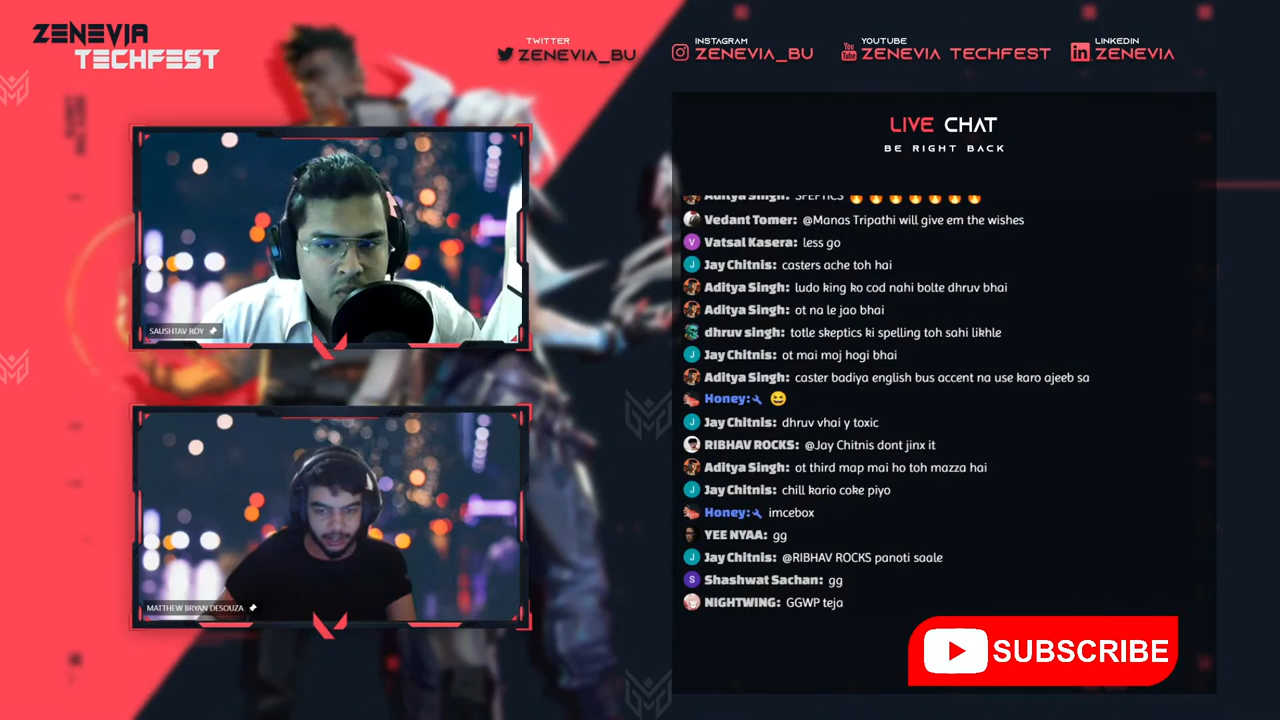 ZENEVIA
TECHFEST
TWITTER
ZENEVIA_BU
INSTAGRAM
ZENEVIA_BU
YOUTUBE
You Tube
ZENEVIA TECHFEST
LINKEDIN
in
ZENEVIA
LIVE CHAT
BE RIGHT BACK
Aditya Singh: SPEPTICS 🔥 🔥 🔥 🔥 🔥 🔥 🔥
Vedant Tomer: @Manas Tripathi will give em the wishes
V Vatsal Kasera: less go
J Jay Chitnis: casters ache toh hai
Aditya Singh: ludo king ko cod nahi bolte dhruv bhai
Aditya Singh: ot na le jao bhai
dhruv singh: totle skeptics ki spelling toh sahi likhle
J Jay Chitnis: ot mai moj hogi bhai
Aditya Singh: caster badiya english bus accent na use karo ajeeb sa
Honey: 😆
J Jay Chitnis: dhruv vhai y toxic
RIBHAV ROCKS: @Jay Chitnis dont jinx it
Aditya Singh: ot third map mai ho toh mazza hai
J Jay Chitnis: chill kario coke piyo
Honey: imcebox
YEE NYAA: gg
J Jay Chitnis: @RIBHAV ROCKS panoti saale
S Shashwat Sachan: gg
NIGHTWING: GGWP teja
SAUSHTAV ROY
MATTHEW BRYAN DESOUZA
SUBSCRIBE